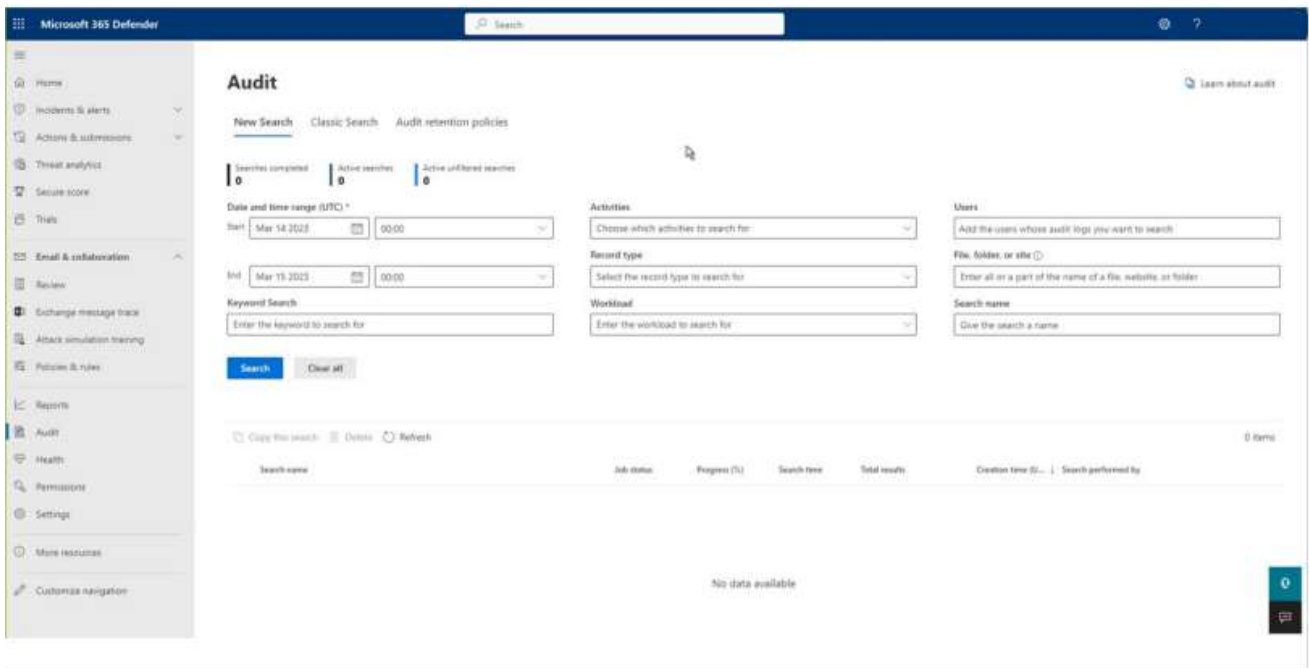 Microsoft 365 Defender
Search
?
Home
Incidents & alerts
Actions & submissions
Threat analytics
Secure score
Trials
Email & collaboration
Review
Exchange message trace
Attack simulation training
Policies & rules
Reports
Audit
Health
Permissions
Settings
More resources
Customize navigation
Audit
Learn about audit
New Search Classic Search Audit retention policies
Searches completed Active searches Active unfiltered searches
0 0 0
Date and time range (UTC) * Activities Users
Start Mar 14 2023 00:00 Choose which activities to search for Add the users whose audit logs you want to search
Record type File, folder, or site
End Mar 15 2023 00:00 Select the record type to search for Enter all or a part of the name of a file, website, or folder
Keyword Search Workload Search name
Enter the keyword to search for Enter the workload to search for Give the search a name
Search Clear all
Copy this search Delete Refresh 0 items
Search name Job status Progress (%) Search time Total results Creation time (U... ↓ Search performed by
No data available